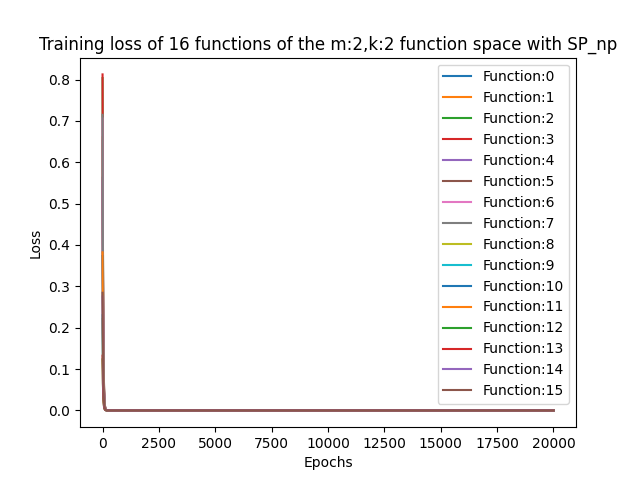 Training loss of 16 functions of the m:2,k:2 function space with SP_np
Loss
0.8
0.7
0.6
0.5
0.4
0.3
0.2
0.1
0.0
Function:0
Function:1
Function:2
Function:3
Function:4
Function:5
Function:6
Function:7
Function:8
Function:9
Function:10
Function:11
Function:12
Function:13
Function:14
Function:15
0 2500 5000 7500 10000 12500 15000 17500 20000
Epochs